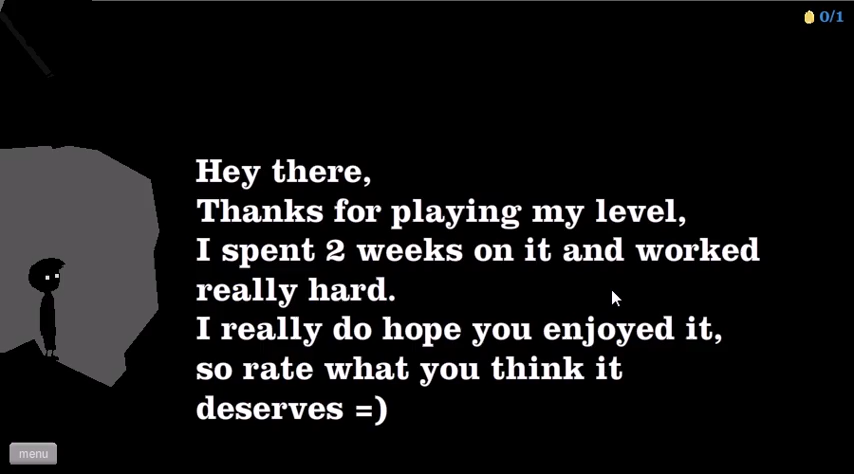 0/1
Hey there,
Thanks for playing my level,
I spent 2 weeks on it and worked
really hard.
I really do hope you enjoyed it,
so rate what you think it
deserves =)
menu